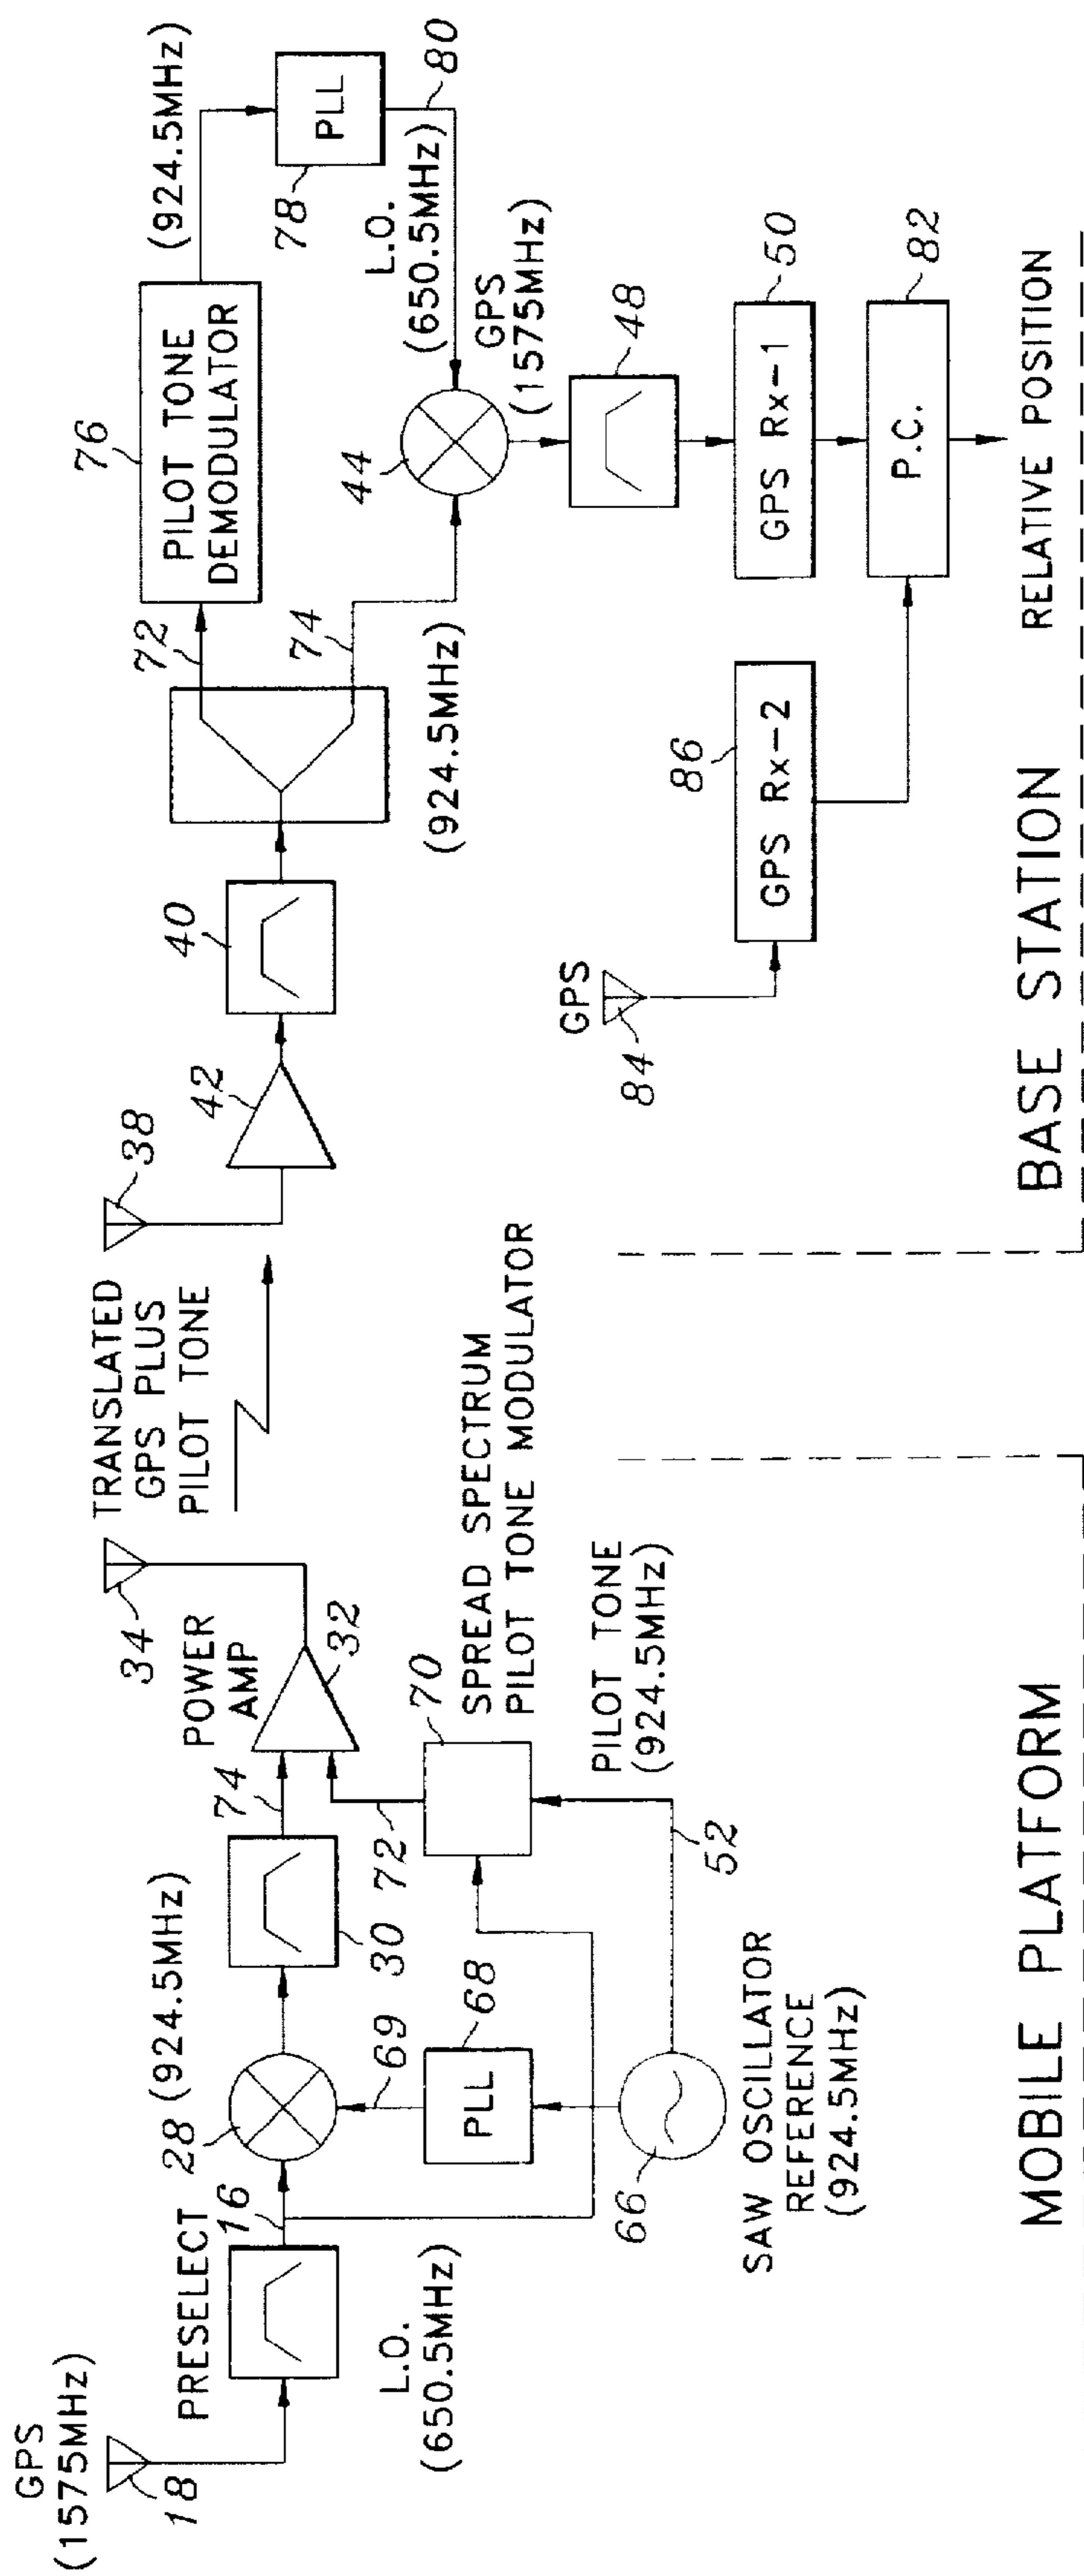 GPS
(1575MHz)
18
PRESELECT
16
L.O.
(650.5MHz)
28
(924.5MHz)
69
PLL
68
66
SAW OSCILLATOR
REFERENCE
(924.5MHz)
30
74
72
70
SPREAD SPECTRUM
PILOT TONE MODULATOR
PILOT TONE
(924.5MHz)
52
POWER
AMP
32
34
TRANSLATED
GPS PLUS
PILOT TONE
MOBILE PLATFORM
38
42
40
72
74
(924.5MHz)
76
PILOT TONE
DEMODULATOR
(924.5MHz)
PLL
78
80
L.O.
(650.5MHz)
44
GPS
(1575MHz)
48
GPS Rx-1
50
GPS
84
86
GPS Rx-2
P.C.
82
RELATIVE POSITION
BASE STATION